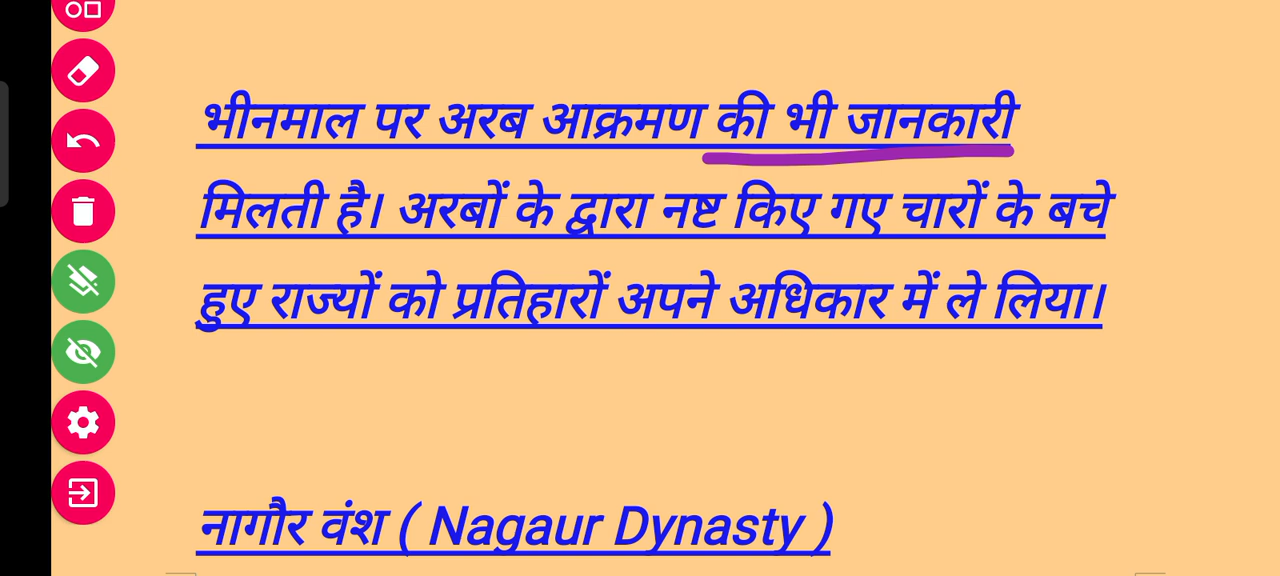 भीनमाल पर अरब आक्रमण की भी जानकारी
मिलती है। अरबों के द्वारा नष्ट किए गए चारों के बचे
हुए राज्यों को प्रतिहारों अपने अधिकार में ले लिया।
नागौर वंश ( Nagaur Dynasty )